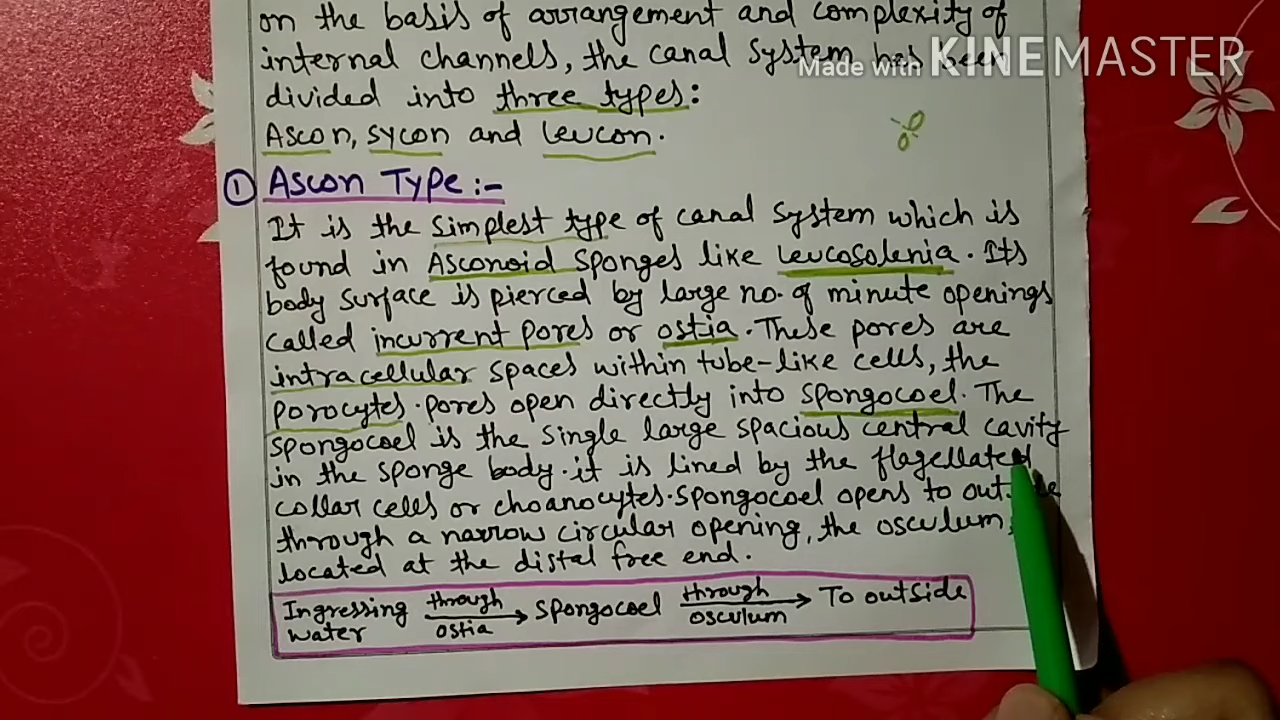 on the basis of arrangement and complexity of
internal channels, the canal system has been
Made with KINEMASTER
divided into three types:
Ascon, sycon and leucon.
① Ascon Type:-
It is the simplest type of canal system which is
found in Asconoid sponges like leucosolenia. Its
body surface is pierced by large no. of minute openings
called incurrent pores or ostia. These pores are
intracellular spaces within tube-like cells, the
porocytes. pores open directly into spongocoel. The
spongocoel is the single large spacious central cavity
in the sponge body. it is lined by the flagellated
collar cells or choanocytes. spongocoel opens to
through a narrow circular opening, the osculum,
located at the distal free end.
Ingressing water through ostia → spongocoel through osculum → To outside